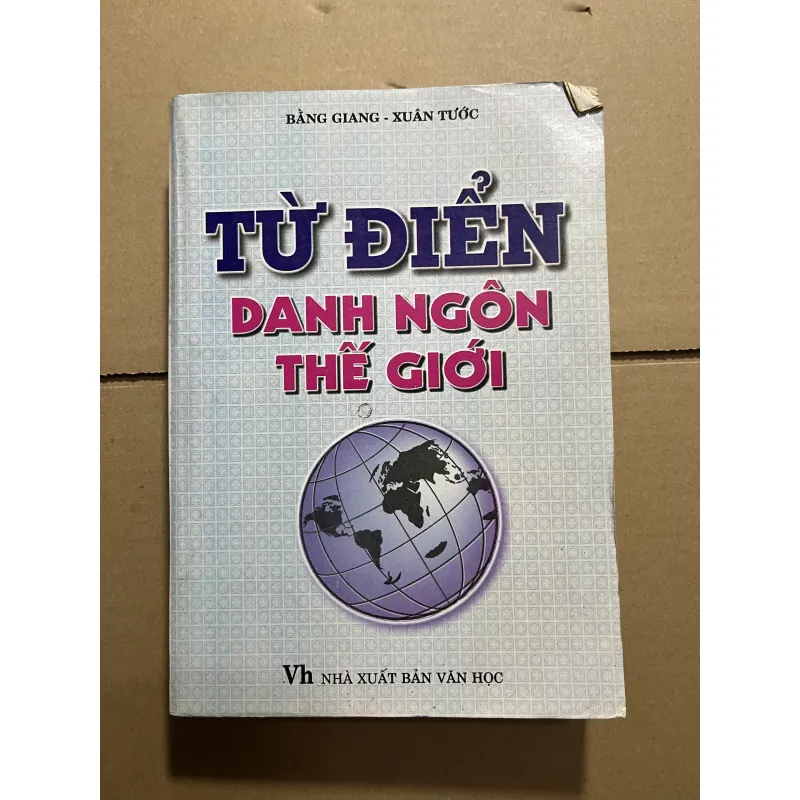 BẰNG GIANG - XUÂN TƯỚC
TỪ ĐIỂN
DANH NGÔN
THẾ GIỚI
Vh NHÀ XUẤT BẢN VĂN HỌC